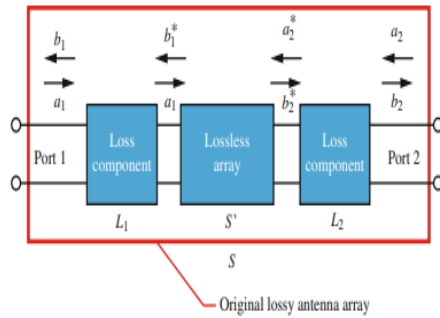 b₁ b₁* a₂* a₂
a₁ a₁ b₂* b₂
Port 1
Loss component
Lossless array
Loss component
Port 2
L₁ S' L₂
S
Original lossy antenna array